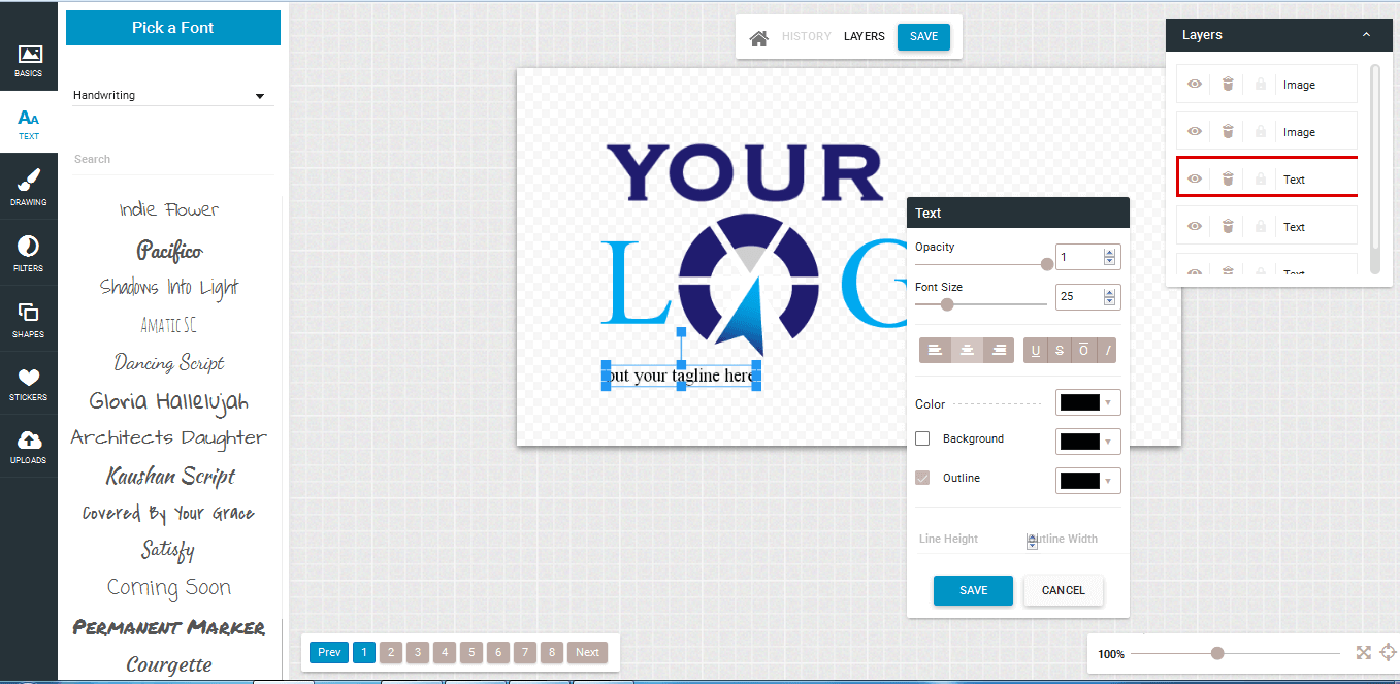 Pick a Font
HISTORY
LAYERS
SAVE
Layers
BASICS
Handwriting
Image
TEXT
Search
Image
DRAWING
Indie Flower
Text
Pacifico
Text
FILTERS
Shadows Into Light
Text
SHAPES
Amatic SC
Dancing Script
STICKERS
Gloria Hallelujah
Architects Daughter
UPLOADS
Kaushan Script
Covered By Your Grace
Satisfy
Coming Soon
Permanent Marker
Courgette
YOUR
L G
put your tagline here
Text
Opacity
1
Font Size
25
U S O I
Color
Background
Outline
Line Height
Outline Width
SAVE
CANCEL
Prev 1 2 3 4 5 6 7 8 Next
100%